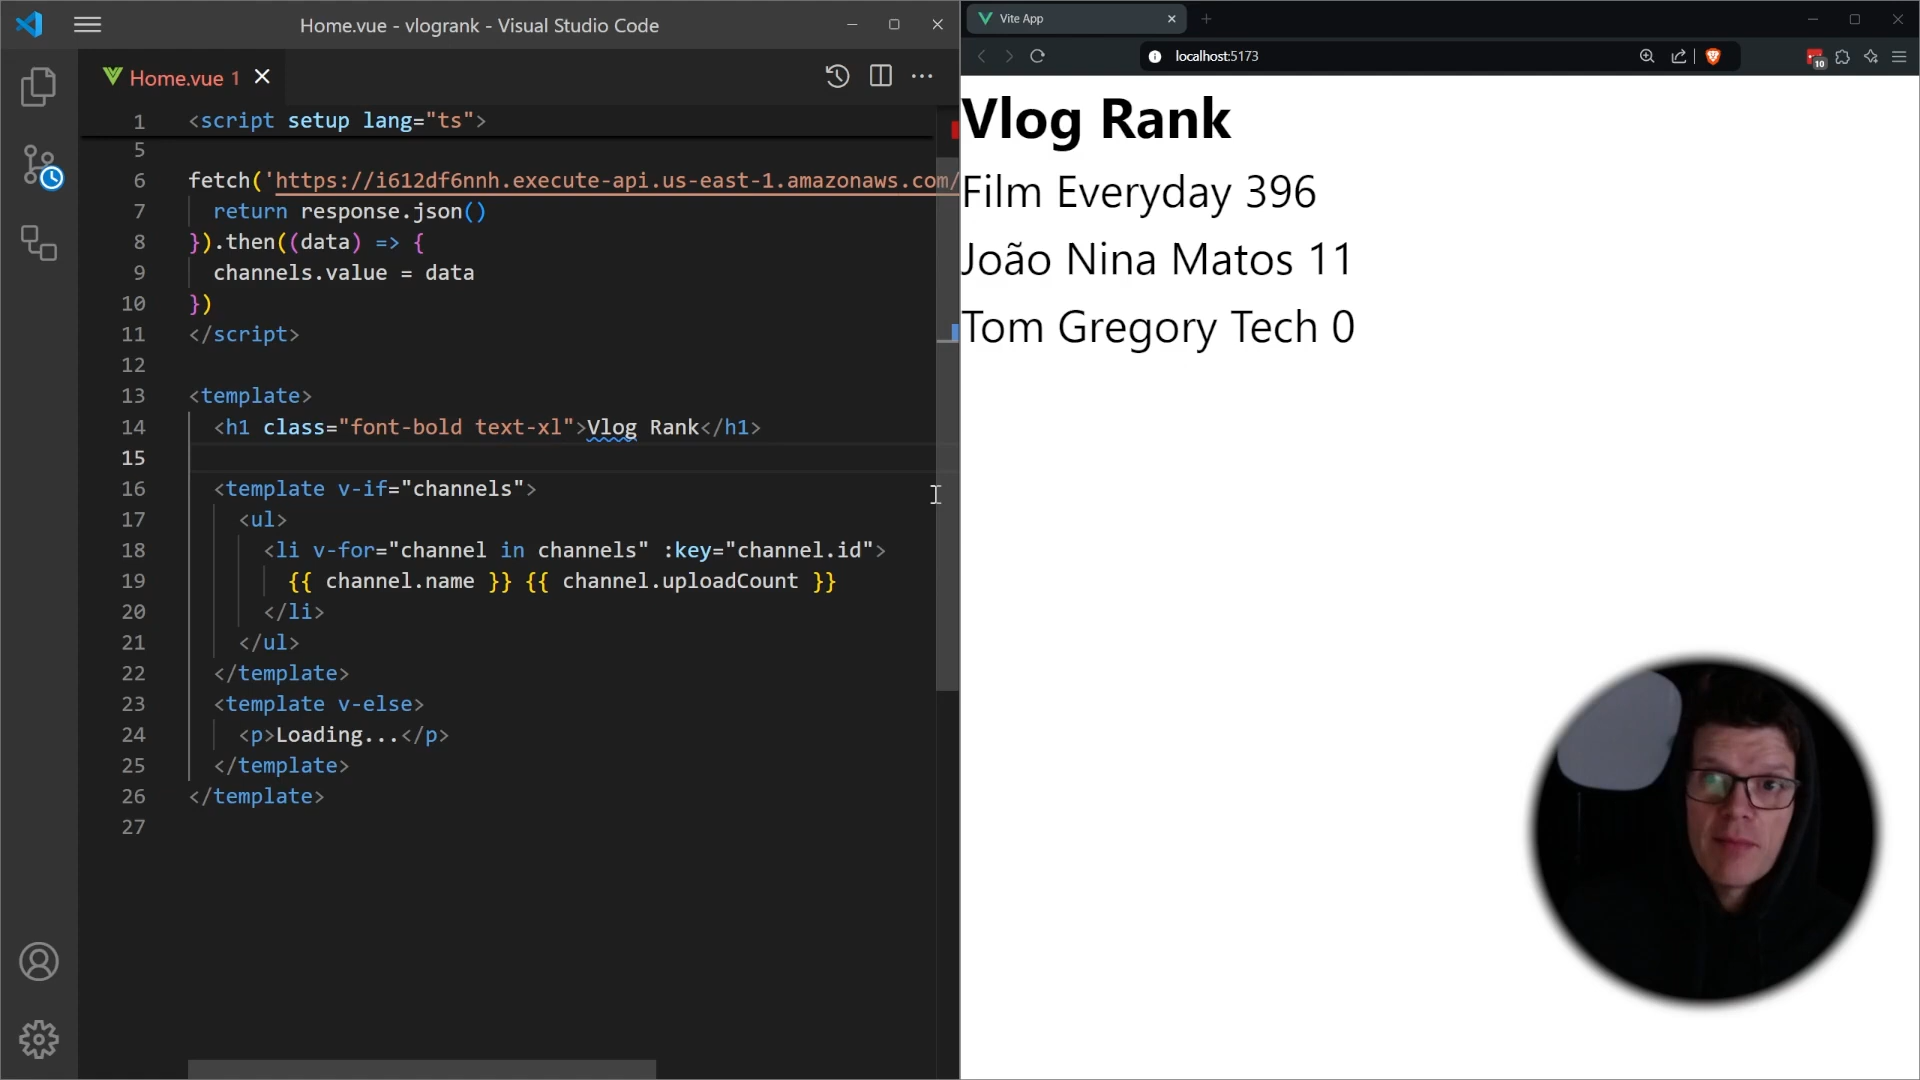 Home.vue - vlogrank - Visual Studio Code
Home.vue 1
1 <script setup lang="ts">
5
6 fetch('https://i612df6nnh.execute-api.us-east-1.amazonaws.com/
7 return response.json()
8 }).then((data) => {
9 channels.value = data
10 })
11 </script>
12
13 <template>
14 <h1 class="font-bold text-xl">Vlog Rank</h1>
15
16 <template v-if="channels">
17 <ul>
18 <li v-for="channel in channels" :key="channel.id">
19 {{ channel.name }} {{ channel.uploadCount }}
20 </li>
21 </ul>
22 </template>
23 <template v-else>
24 <p>Loading...</p>
25 </template>
26 </template>
27
Vite App
localhost:5173
10
Vlog Rank
Film Everyday 396
João Nina Matos 11
Tom Gregory Tech 0